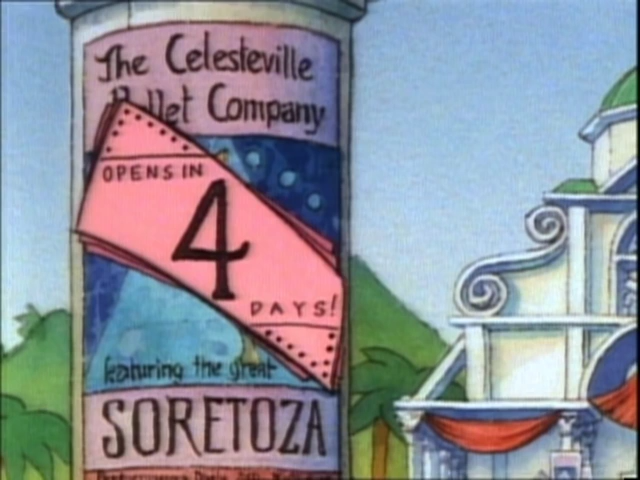 The Celesteville
Ballet Company
OPENS IN
4
DAYS!
featuring the great
SORETOZA